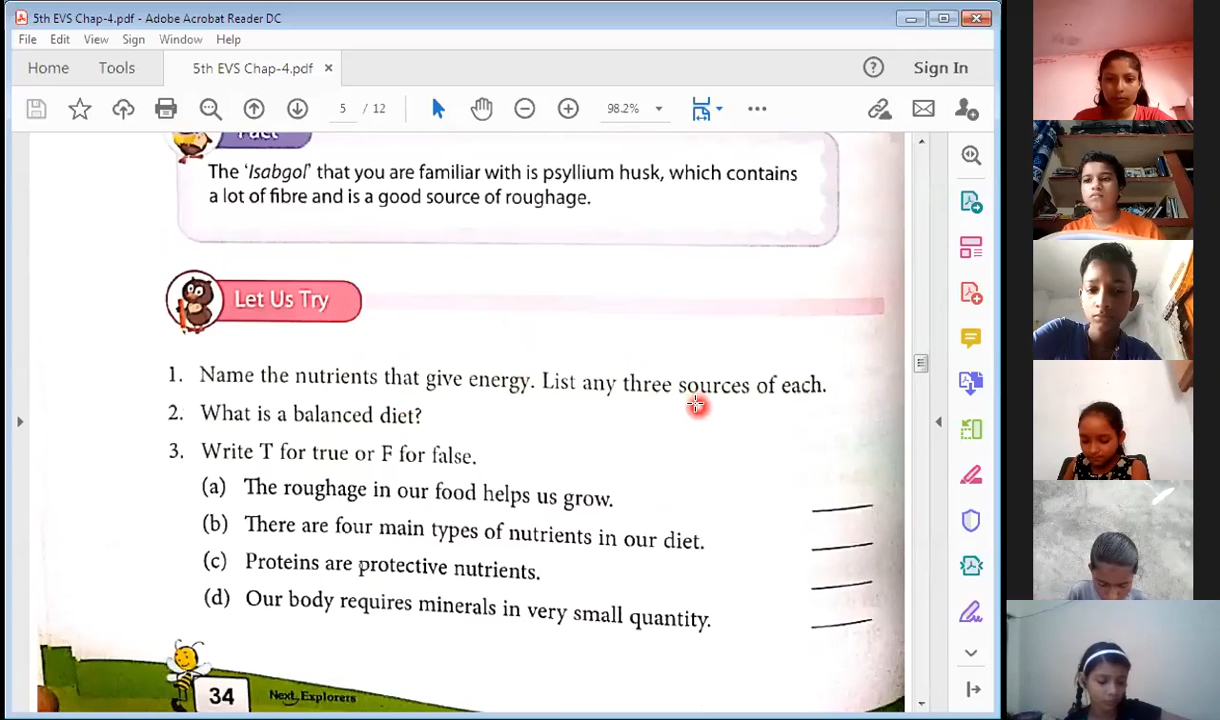 5th EVS Chap-4.pdf - Adobe Acrobat Reader DC
File Edit View Sign Window Help
Home Tools 5th EVS Chap-4.pdf × Sign In
5 / 12 98.2%
Fact
The ‘Isabgol’ that you are familiar with is psyllium husk, which contains
a lot of fibre and is a good source of roughage.
Let Us Try
1. Name the nutrients that give energy. List any three sources of each.
2. What is a balanced diet?
3. Write T for true or F for false.
(a) The roughage in our food helps us grow.
(b) There are four main types of nutrients in our diet.
(c) Proteins are protective nutrients.
(d) Our body requires minerals in very small quantity.
34 Next Explorers